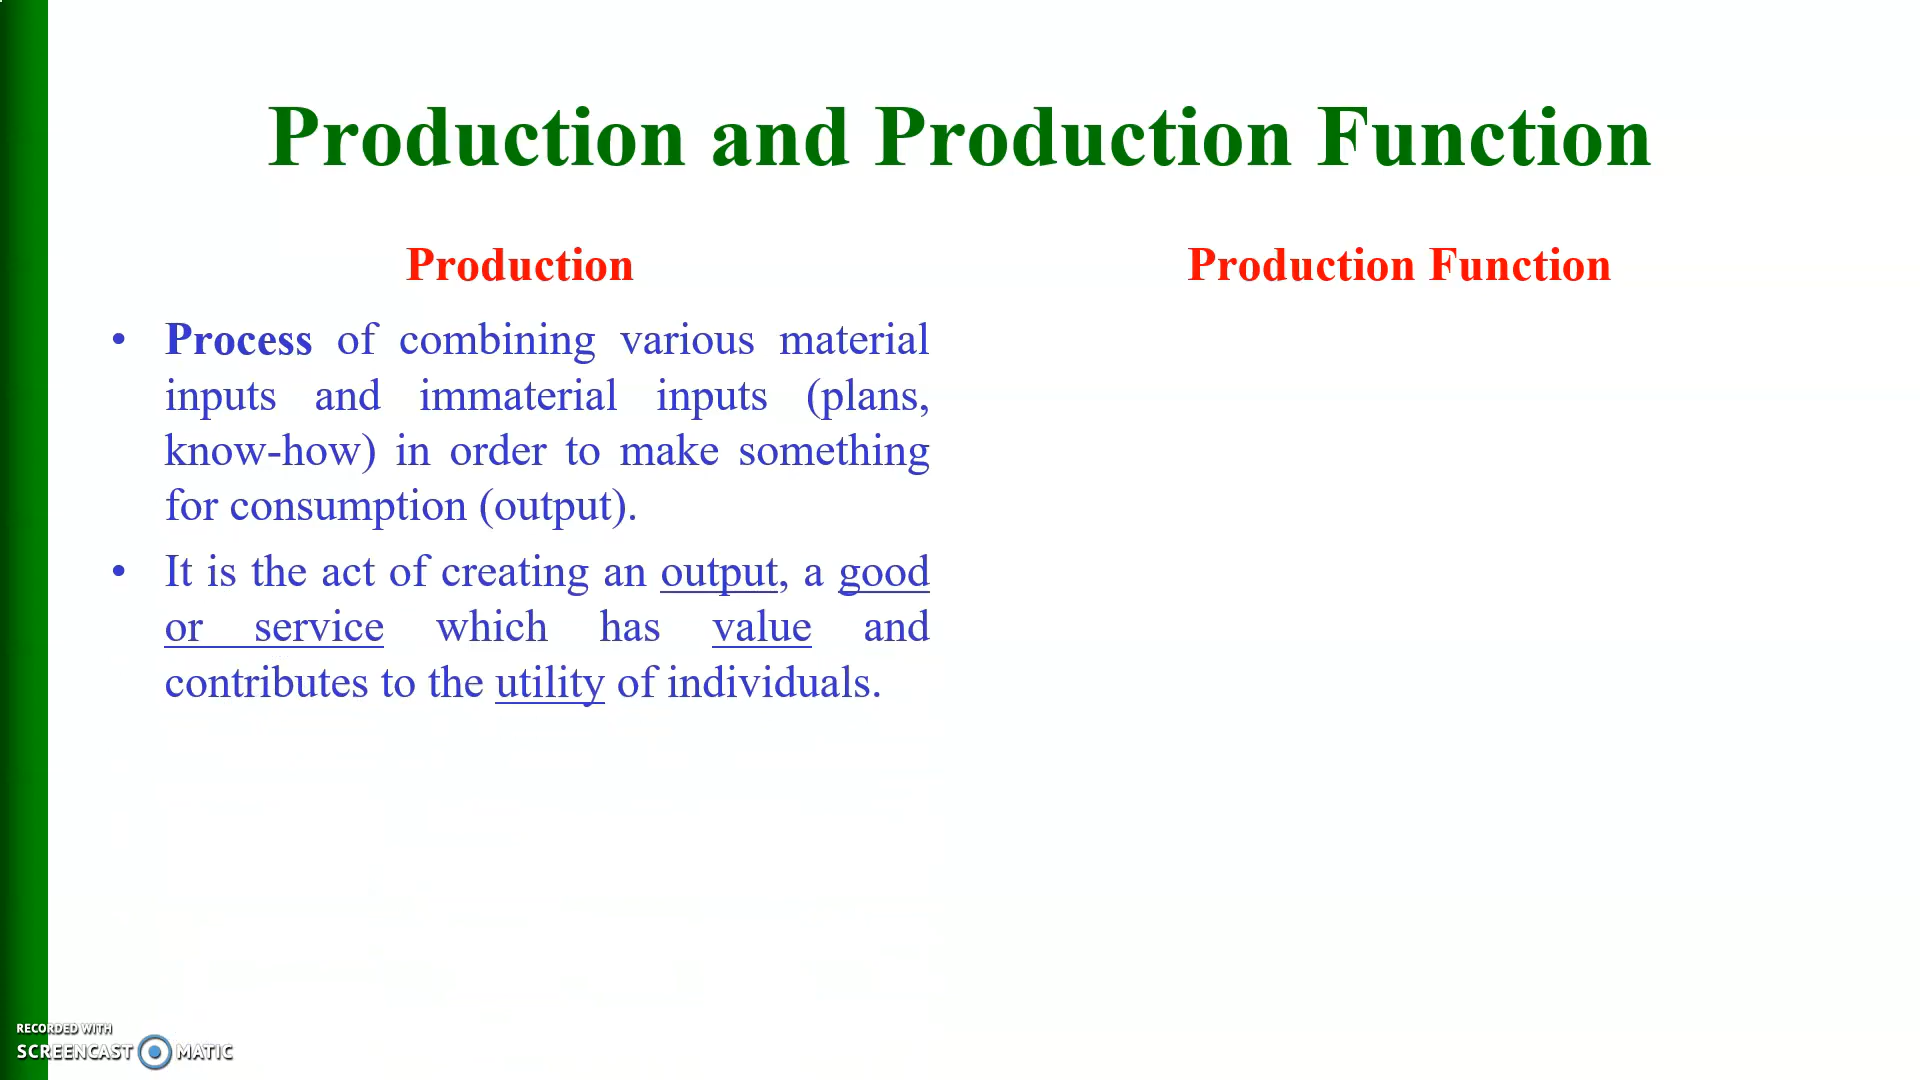 Production and Production Function
Production
Production Function
• Process of combining various material
inputs and immaterial inputs (plans,
know-how) in order to make something
for consumption (output).
• It is the act of creating an output, a good
or service which has value and
contributes to the utility of individuals.
RECORDED WITH
SCREENCAST MATIC